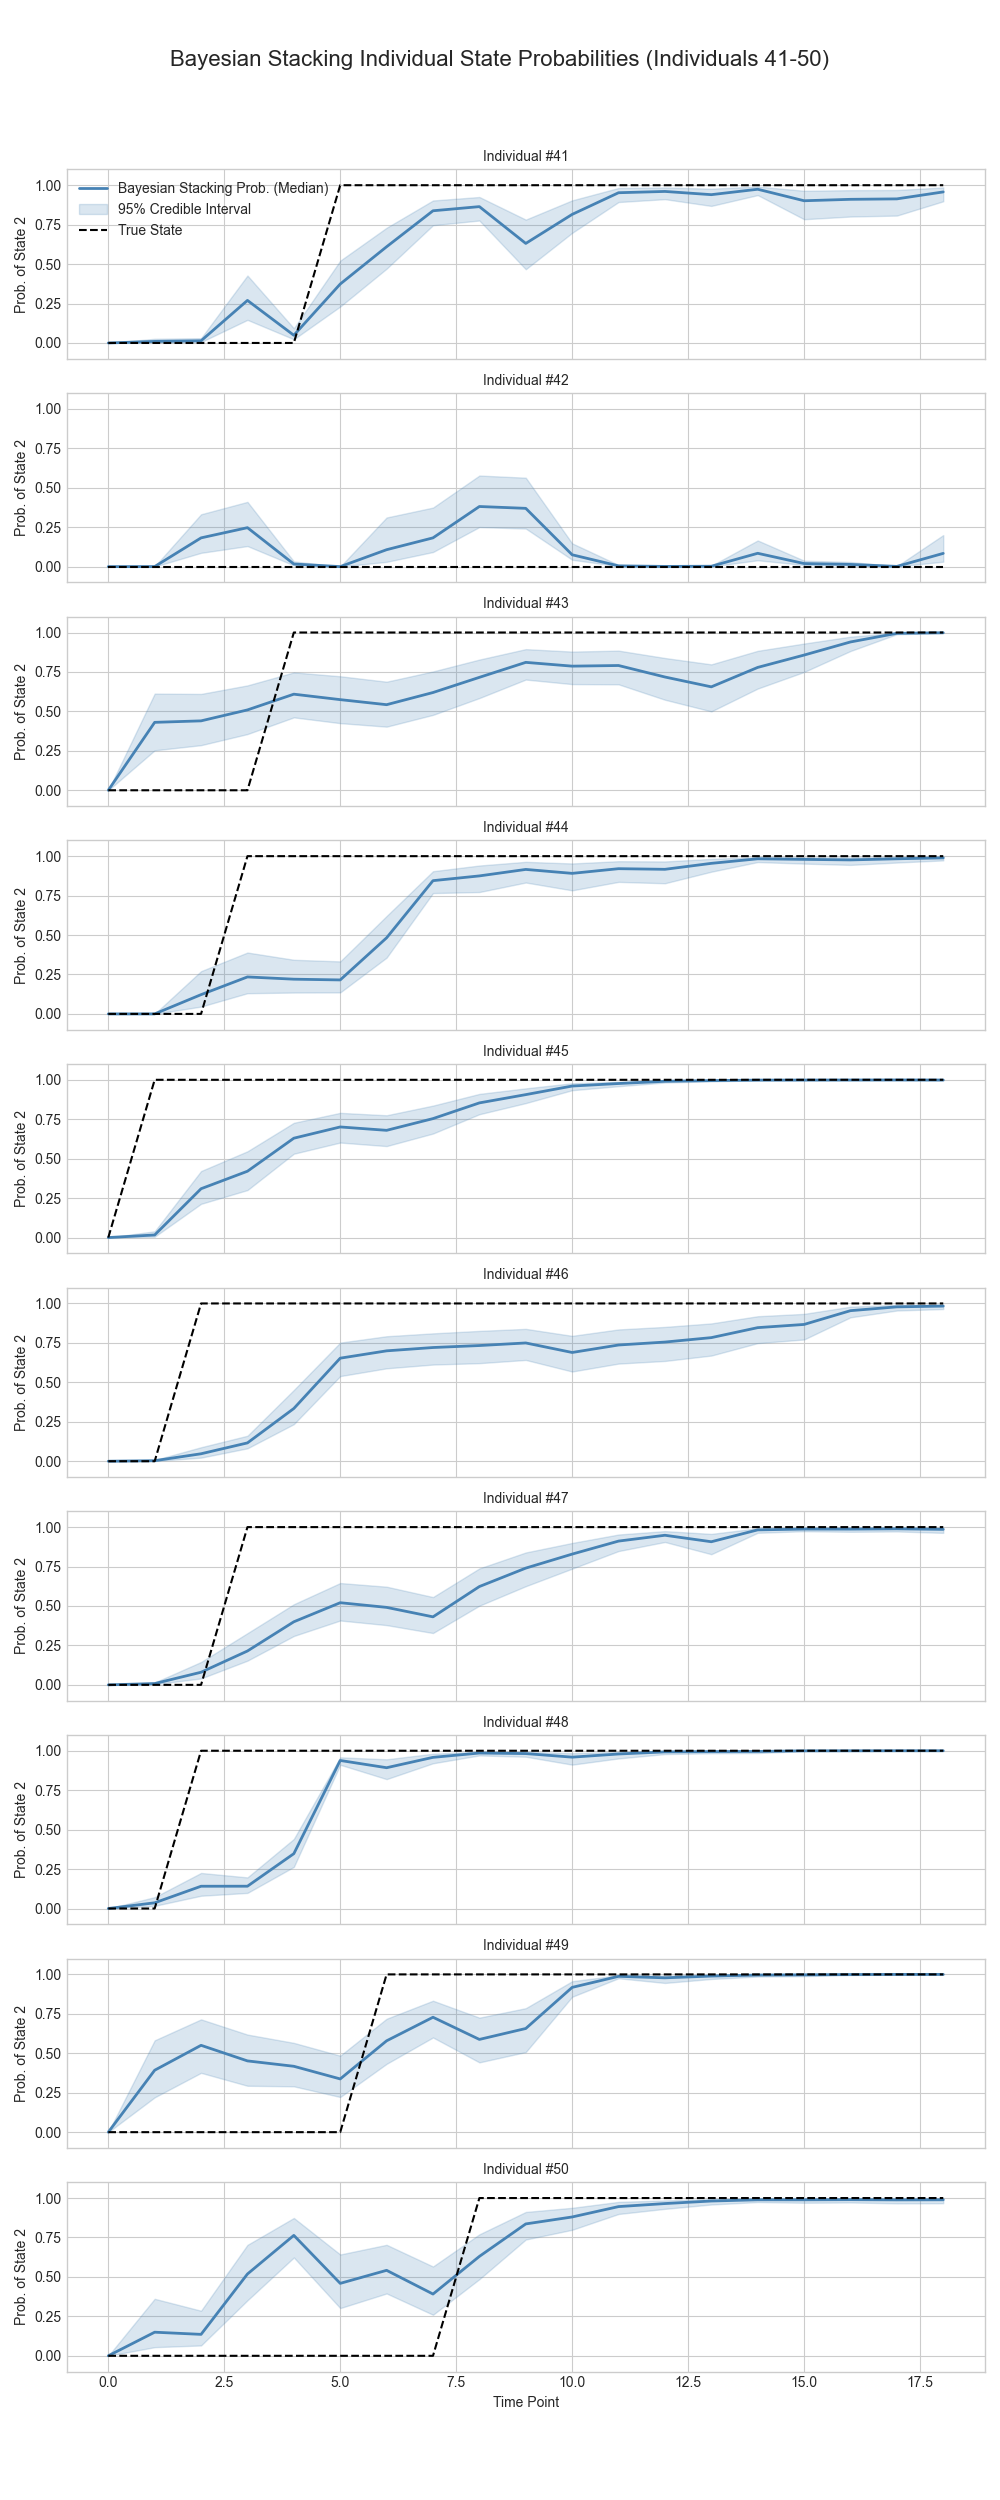 Bayesian Stacking Individual State Probabilities (Individuals 41-50)
Individual #41
Prob. of State 2
1.00
0.75
0.50
0.25
0.00
Bayesian Stacking Prob. (Median)
95% Credible Interval
True State
Individual #42
Prob. of State 2
1.00
0.75
0.50
0.25
0.00
Individual #43
Prob. of State 2
1.00
0.75
0.50
0.25
0.00
Individual #44
Prob. of State 2
1.00
0.75
0.50
0.25
0.00
Individual #45
Prob. of State 2
1.00
0.75
0.50
0.25
0.00
Individual #46
Prob. of State 2
1.00
0.75
0.50
0.25
0.00
Individual #47
Prob. of State 2
1.00
0.75
0.50
0.25
0.00
Individual #48
Prob. of State 2
1.00
0.75
0.50
0.25
0.00
Individual #49
Prob. of State 2
1.00
0.75
0.50
0.25
0.00
Individual #50
Prob. of State 2
1.00
0.75
0.50
0.25
0.00
0.0 2.5 5.0 7.5 10.0 12.5 15.0 17.5
Time Point